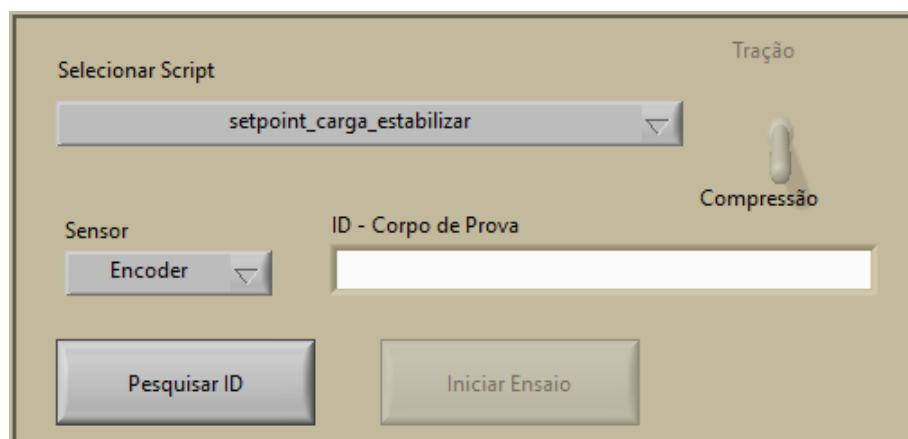 Tração
Selecionar Script
setpoint_carga_estabilizar
Compressão
Sensor
ID - Corpo de Prova
Encoder
Pesquisar ID
Iniciar Ensaio